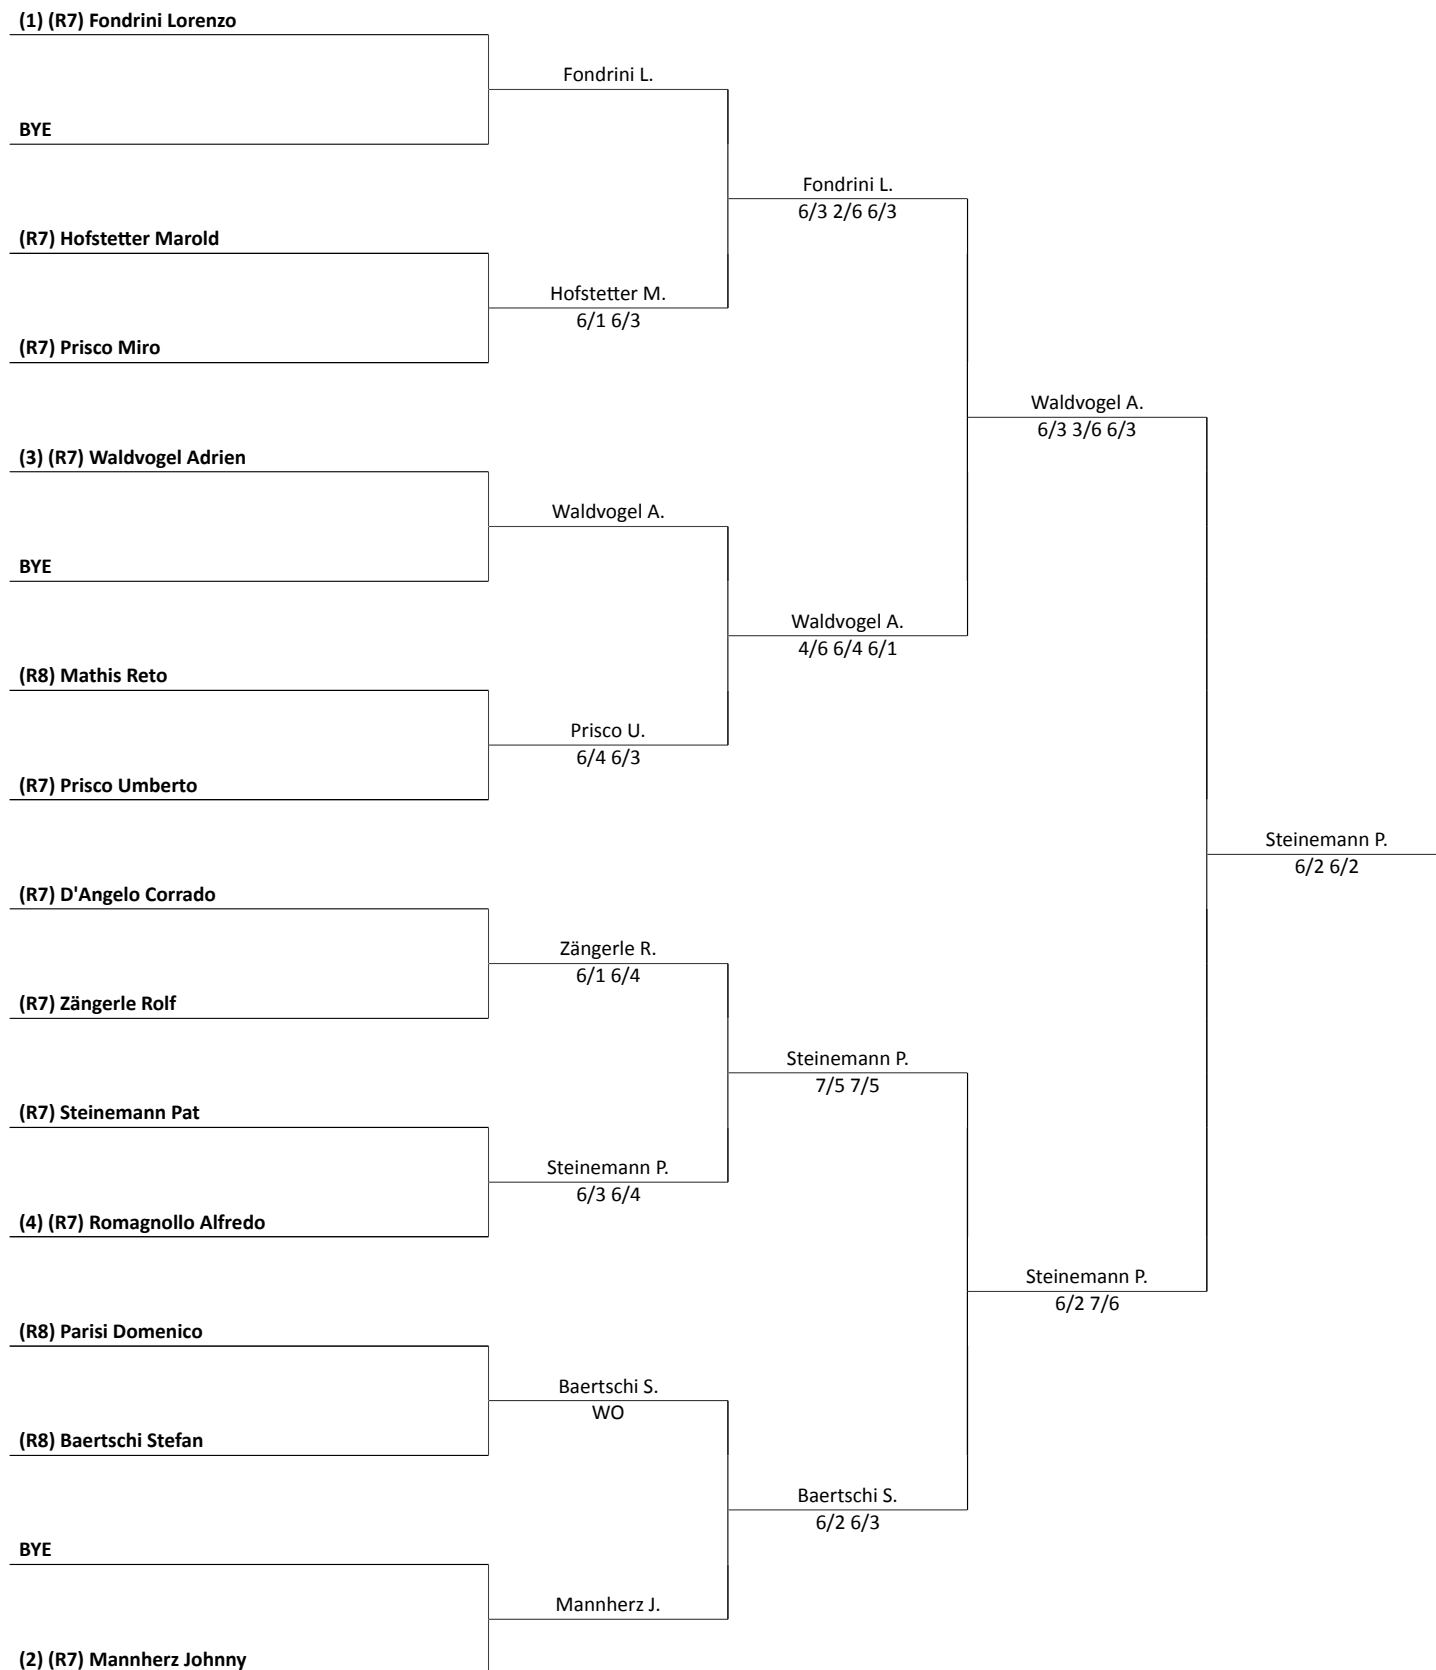 (1) (R7) Fondrini Lorenzo
Fondrini L.
BYE
Fondrini L.
6/3 2/6 6/3
(R7) Hofstetter Marold
Hofstetter M.
6/1 6/3
(R7) Prisco Miro
Waldvogel A.
6/3 3/6 6/3
(3) (R7) Waldvogel Adrien
Waldvogel A.
BYE
Waldvogel A.
4/6 6/4 6/1
(R8) Mathis Reto
Prisco U.
6/4 6/3
(R7) Prisco Umberto
Steinemann P.
6/2 6/2
(R7) D'Angelo Corrado
Zängerle R.
6/1 6/4
(R7) Zängerle Rolf
Steinemann P.
7/5 7/5
(R7) Steinemann Pat
Steinemann P.
6/3 6/4
(4) (R7) Romagnollo Alfredo
Steinemann P.
6/2 7/6
(R8) Parisi Domenico
Baertschi S.
WO
(R8) Baertschi Stefan
Baertschi S.
6/2 6/3
BYE
Mannherz J.
(2) (R7) Mannherz Johnny